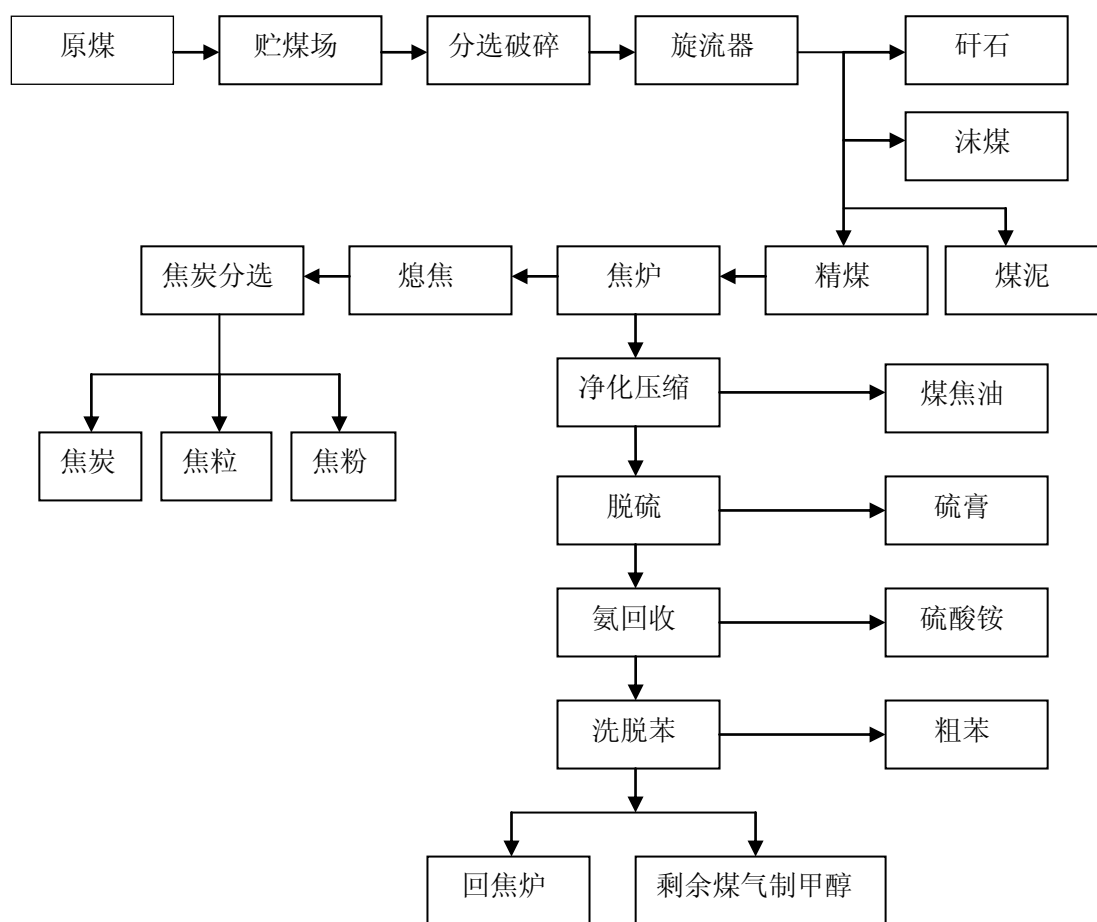 原煤
贮煤场
分选破碎
旋流器
矸石
沫煤
焦炭分选
熄焦
焦炉
精煤
煤泥
净化压缩
煤焦油
焦炭
焦粒
焦粉
脱硫
硫膏
氨回收
硫酸铵
洗脱苯
粗苯
回焦炉
剩余煤气制甲醇